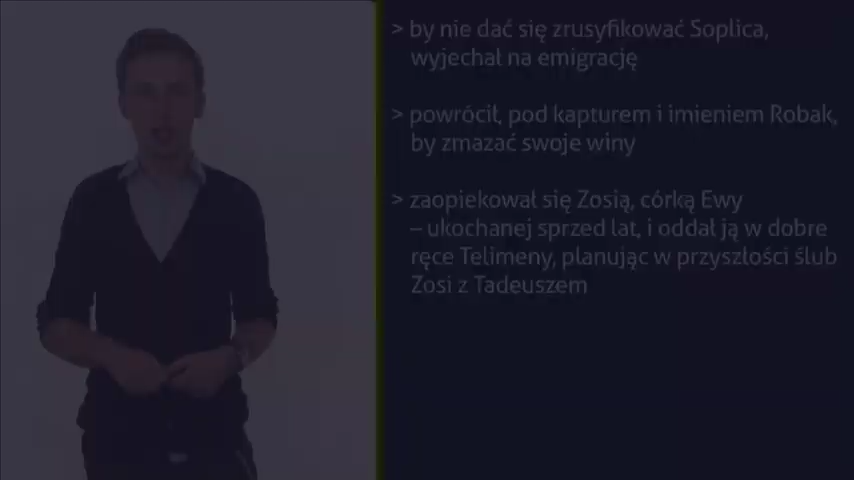 > by nie dać się zrusyfikować Soplica,
wyjechał na emigrację
> powrócił, pod kapturem i imieniem Robak,
by zmazać swoje winy
> zaopiekował się Zosią, córką Ewy
– ukochanej sprzed lat, i oddał ją w dobre
ręce Telimeny, planując w przyszłości ślub
Zosi z Tadeuszem